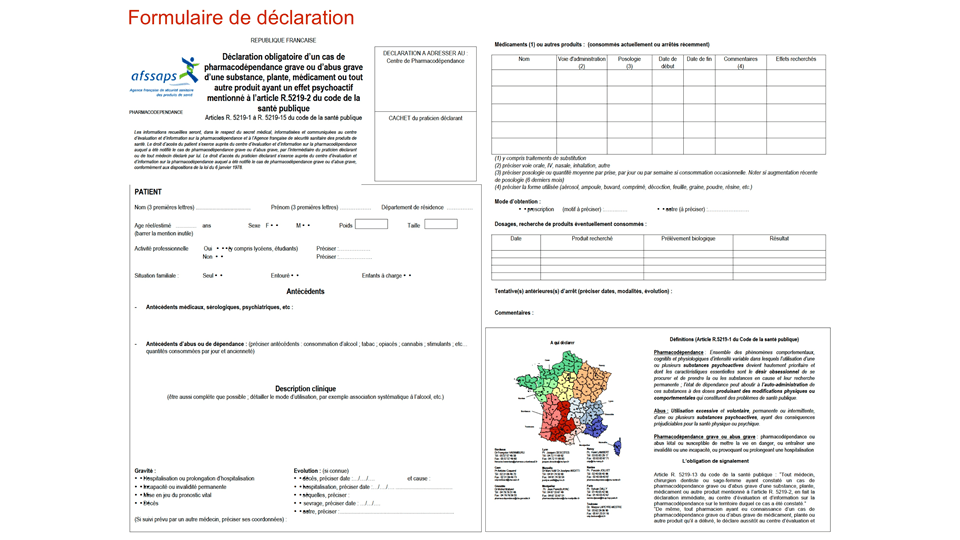 Formulaire de déclaration
REPUBLIQUE FRANCAISE
afssaps
Agence française de sécurité sanitaire
des produits de santé
PHARMACODEPENDANCE
Déclaration obligatoire d'un cas de
pharmacodépendance grave ou d'abus grave
d'une substance, plante, médicament ou tout
autre produit ayant un effet psychoactif
mentionné à l'article R.5219-2 du code de la
santé publique
Articles R. 5219-1 à R. 5219-15 du code de la santé publique
DECLARATION A ADRESSER AU :
Centre de Pharmacodépendance
CACHET du praticien déclarant
Les informations recueillies seront, dans le respect du secret médical, informatisées et communiquées au centre
d'évaluation et d'information sur la pharmacodépendance et à l'Agence française de sécurité sanitaire des produits de
santé. Le droit d'accès du patient s'exerce auprès du centre d'évaluation et d'information sur la pharmacodépendance
auquel a été notifié le cas de pharmacodépendance grave ou d'abus grave, par l'intermédiaire du praticien déclarant
ou de tout médecin désigné par lui. Le droit d'accès du praticien déclarant s'exerce auprès du centre d'évaluation et
d'information sur la pharmacodépendance auquel a été notifié le cas de pharmacodépendance grave ou d'abus grave,
conformément aux dispositions de la loi du 6 janvier 1978.
PATIENT
Nom (3 premières lettres) ........................ Prénom (3 premières lettres) .................. Département de résidence ..................
Age réel/estimé ............ ans Sexe F • • M • • Poids Taille
(barrer la mention inutile)
Activité professionnelle Oui • • (y compris lycéens, étudiants) Préciser :....................
Non • • Préciser :....................
Situation familiale : Seul • • Entouré • • Enfants à charge • •
Antécédents
- Antécédents médicaux, sérologiques, psychiatriques, etc :
- Antécédents d'abus ou de dépendance : (préciser antécédents : consommation d'alcool ; tabac ; opiacés ; cannabis ; stimulants ; etc...
quantités consommées par jour et ancienneté)
Description clinique
(être aussi complète que possible ; détailler le mode d'utilisation, par exemple association systématique à l'alcool, etc.)
Gravité :
• • Hospitalisation ou prolongation d'hospitalisation
• • Incapacité ou invalidité permanente
• • Mise en jeu du pronostic vital
• • Décès
Evolution : (si connue)
• • décès, préciser date :.../.../... et cause :
• • hospitalisation, préciser date :.../.../... ....................
• • séquelles, préciser :
• • sevrage, préciser date : .../.../...
• • autre, préciser : ....................
(Si suivi prévu par un autre médecin, préciser ses coordonnées) :
Médicaments (1) ou autres produits : (consommés actuellement ou arrêtés récemment)
Nom Voie d'administration (2) Posologie (3) Date de début Date de fin Commentaires (4) Effets recherchés
(1) y compris traitements de substitution
(2) préciser voie orale, IV, nasale, inhalation, autre
(3) préciser posologie ou quantité moyenne par prise, par jour ou par semaine si consommation occasionnelle. Noter si augmentation récente
de posologie (6 derniers mois)
(4) préciser la forme utilisée (aérosol, ampoule, buvard, comprimé, décoction, feuille, graine, poudre, résine, etc.)
Mode d'obtention :
• • prescription (motif à préciser) :............... • • autre (à préciser) :...............
Dosages, recherche de produits éventuellement consommés :
Date Produit recherché Prélèvement biologique Résultat
Tentative(s) antérieures(s) d'arrêt (préciser dates, modalités, évolution) :
Commentaires :
A qui déclarer
Définitions (Article R.5219-1 du Code de la santé publique)
Pharmacodépendance : Ensemble des phénomènes comportementaux,
cognitifs et physiologiques d'intensité variable dans lesquels l'utilisation d'une
ou plusieurs substances psychoactives devient hautement prioritaire et
dont les caractéristiques essentielles sont le désir obsessionnel de se
procurer et de prendre la ou les substances en cause et leur recherche
permanente ; l'état de dépendance peut aboutir à l'auto-administration de
ces substances à des doses produisant des modifications physiques ou
comportementales qui constituent des problèmes de santé publique.
Abus : Utilisation excessive et volontaire, permanente ou intermittente,
d'une ou plusieurs substances psychoactives, ayant des conséquences
préjudiciables pour la santé physique ou psychique.
Pharmacodépendance grave ou abus grave : pharmacodépendance ou
abus létal ou susceptible de mettre la vie en danger, ou entraîner une
invalidité ou une incapacité, ou provoquant ou prolongeant une hospitalisation
L'obligation de signalement
Article R. 5219-13 du code de la santé publique : "Tout médecin,
chirurgien dentiste ou sage-femme ayant constaté un cas de
pharmacodépendance grave ou d'abus grave d'une substance, plante,
médicament ou autre produit mentionné à l'article R. 5219-2, en fait la
déclaration immédiate, au centre d'évaluation et d'information sur la
pharmacodépendance sur le territoire duquel ce cas a été constaté."
"De même, tout pharmacien ayant eu connaissance d'un cas de
pharmacodépendance grave ou d'abus grave de médicament, plante ou
autre produit qu'il a délivré, le déclare aussitôt au centre d'évaluation et